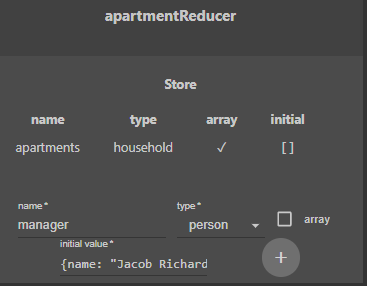 apartmentReducer
Store
name type array initial
apartments household ✓ []
name * type *
manager person array
initial value *
{name: "Jacob Richard
+